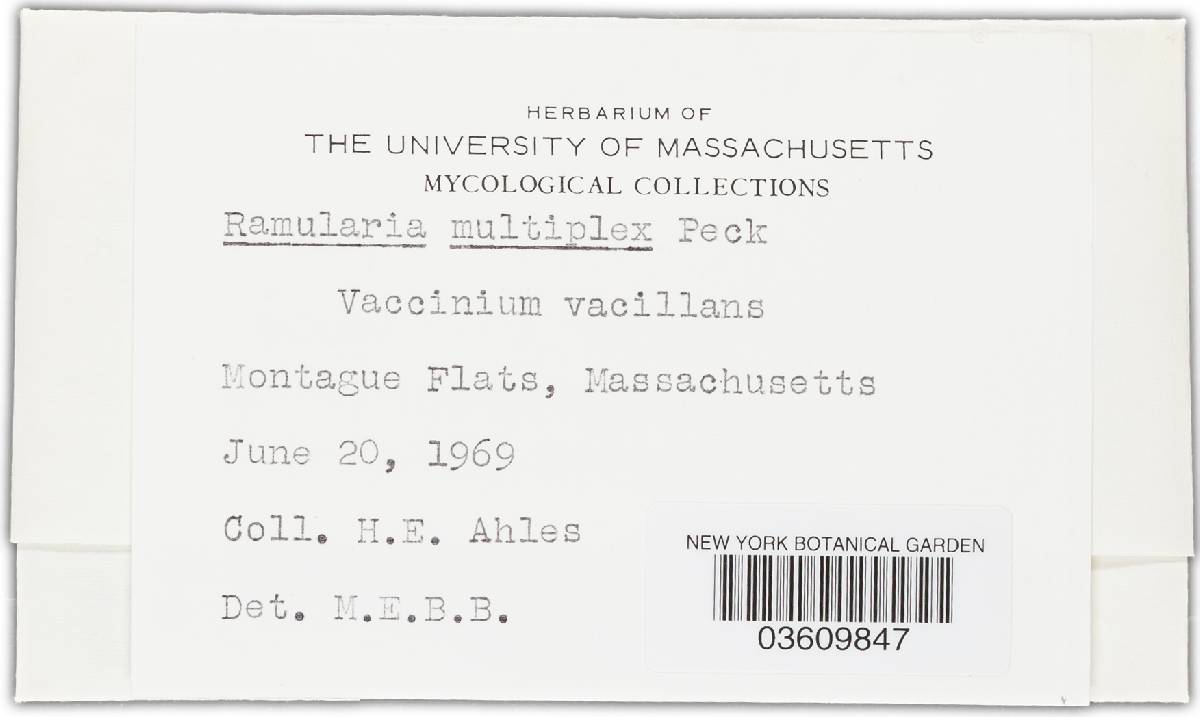 HERBARIUM OF
THE UNIVERSITY OF MASSACHUSETTS
MYCOLOGICAL COLLECTIONS
Ramularia multiplex Peck
Vaccinium vacillans
Montague Flats, Massachusetts
June 20, 1969
Coll. H.E. Ahles
Det. M.E.B.B.
NEW YORK BOTANICAL GARDEN
03609847